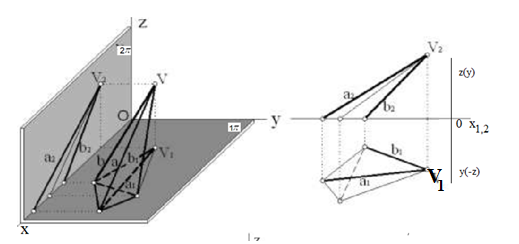 z
2π
V₂
V
O
y
1π
b₂
a₂
b
a
b₁
V₁
a₁
x
V₂
z(y)
a₂
b₂
0 x₁,₂
b₁
a₁
V₁
y(-z)
z